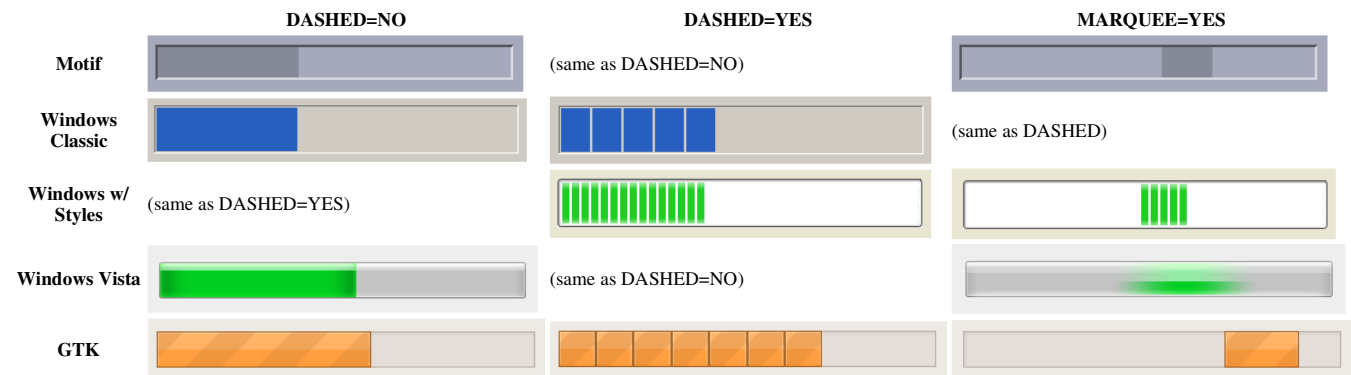 DASHED=NO DASHED=YES MARQUEE=YES
Motif (same as DASHED=NO)
Windows
Classic (same as DASHED)
Windows w/
Styles (same as DASHED=YES)
Windows Vista (same as DASHED=NO)
GTK